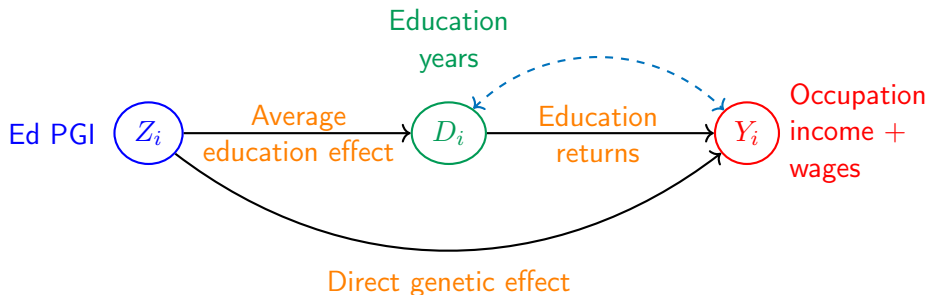 Education
years
Ed PGI
Z_i
Average
education effect
D_i
Education
returns
Y_i
Occupation
income +
wages
Direct genetic effect